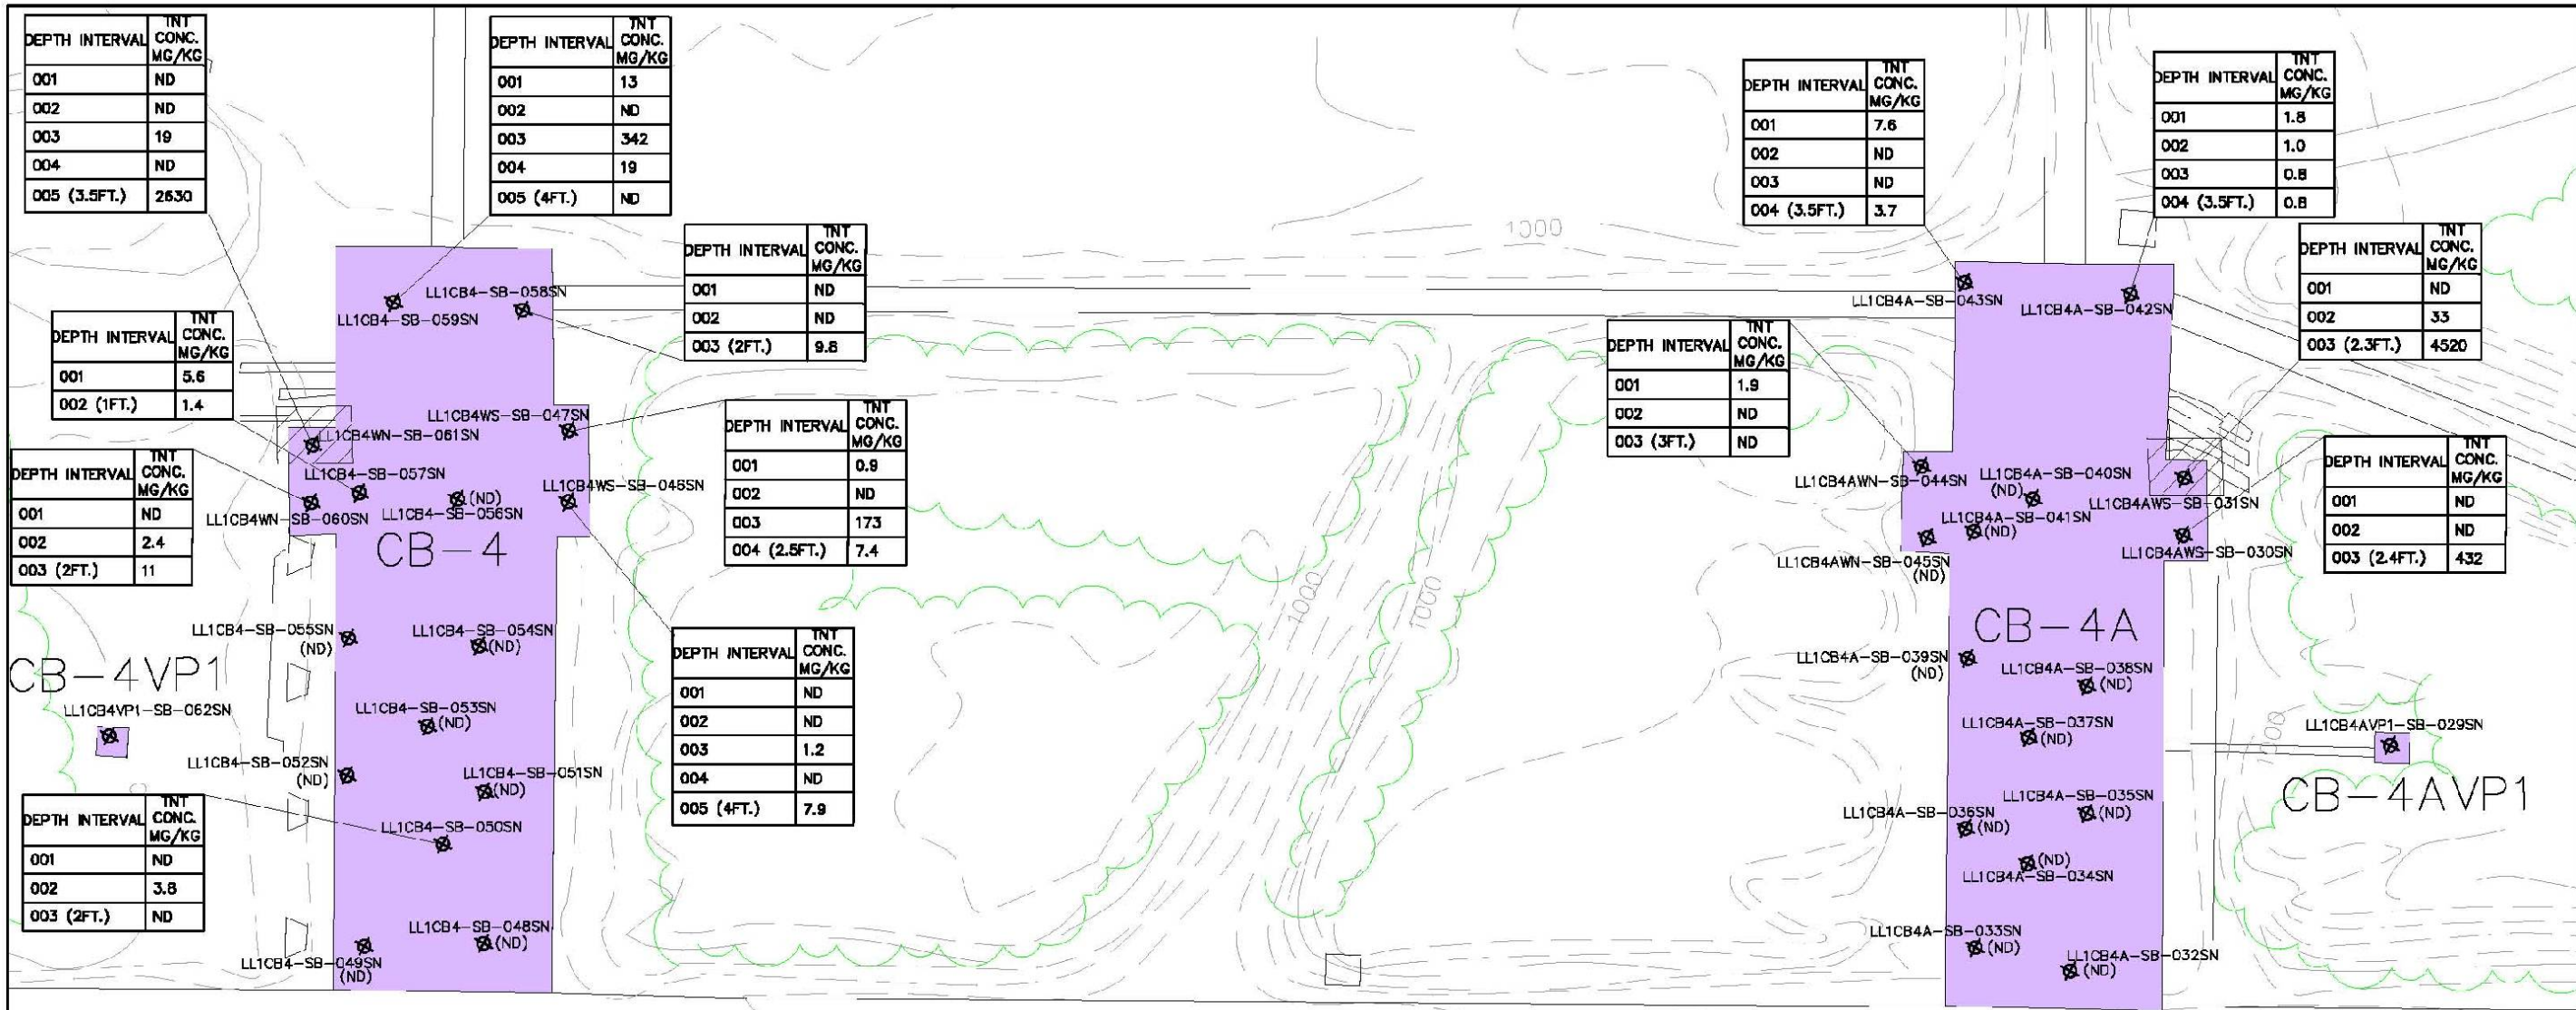 DEPTH INTERVAL TNT CONC. MG/KG
001 ND
002 ND
003 19
004 ND
005 (3.5FT.) 2630
DEPTH INTERVAL TNT CONC. MG/KG
001 13
002 ND
003 342
004 19
005 (4FT.) ND
DEPTH INTERVAL TNT CONC. MG/KG
001 ND
002 ND
003 (2FT.) 9.8
DEPTH INTERVAL TNT CONC. MG/KG
001 5.6
002 (1FT.) 1.4
DEPTH INTERVAL TNT CONC. MG/KG
001 ND
002 2.4
003 (2FT.) 11
DEPTH INTERVAL TNT CONC. MG/KG
001 0.9
002 ND
003 173
004 (2.5FT.) 7.4
DEPTH INTERVAL TNT CONC. MG/KG
001 ND
002 ND
003 1.2
004 ND
005 (4FT.) 7.9
DEPTH INTERVAL TNT CONC. MG/KG
001 ND
002 3.8
003 (2FT.) ND
LL1CB4-SB-058SN
LL1CB4-SB-059SN
LL1CB4WS-SB-047SN
LL1CB4WN-SB-061SN
LL1CB4-SB-057SN
LL1CB4WS-SB-046SN
(ND)
LL1CB4-SB-056SN
LL1CB4WN-SB-060SN
CB-4
LL1CB4-SB-055SN
(ND)
LL1CB4-SB-054SN
(ND)
CB-4VP1
LL1CB4VP1-SB-062SN
LL1CB4-SB-053SN
(ND)
LL1CB4-SB-052SN
(ND)
LL1CB4-SB-051SN
(ND)
LL1CB4-SB-050SN
LL1CB4-SB-048SN
(ND)
LL1CB4-SB-049SN
(ND)
1000
1000
1000
DEPTH INTERVAL TNT CONC. MG/KG
001 7.6
002 ND
003 ND
004 (3.5FT.) 3.7
DEPTH INTERVAL TNT CONC. MG/KG
001 1.8
002 1.0
003 0.8
004 (3.5FT.) 0.8
DEPTH INTERVAL TNT CONC. MG/KG
001 ND
002 33
003 (2.3FT.) 4520
DEPTH INTERVAL TNT CONC. MG/KG
001 1.9
002 ND
003 (3FT.) ND
DEPTH INTERVAL TNT CONC. MG/KG
001 ND
002 ND
003 (2.4FT.) 432
LL1CB4A-SB-043SN
LL1CB4A-SB-042SN
LL1CB4AWN-SB-044SN
LL1CB4A-SB-040SN
(ND)
LL1CB4AWS-SB-031SN
LL1CB4A-SB-041SN
(ND)
LL1CB4AWS-SB-030SN
LL1CB4AWN-SB-045SN
(ND)
CB-4A
LL1CB4A-SB-039SN
(ND)
LL1CB4A-SB-038SN
(ND)
LL1CB4A-SB-037SN
(ND)
LL1CB4AVP1-SB-029SN
CB-4AVP1
LL1CB4A-SB-035SN
(ND)
LL1CB4A-SB-036SN
(ND)
(ND)
LL1CB4A-SB-034SN
LL1CB4A-SB-033SN
(ND)
LL1CB4A-SB-032SN
(ND)